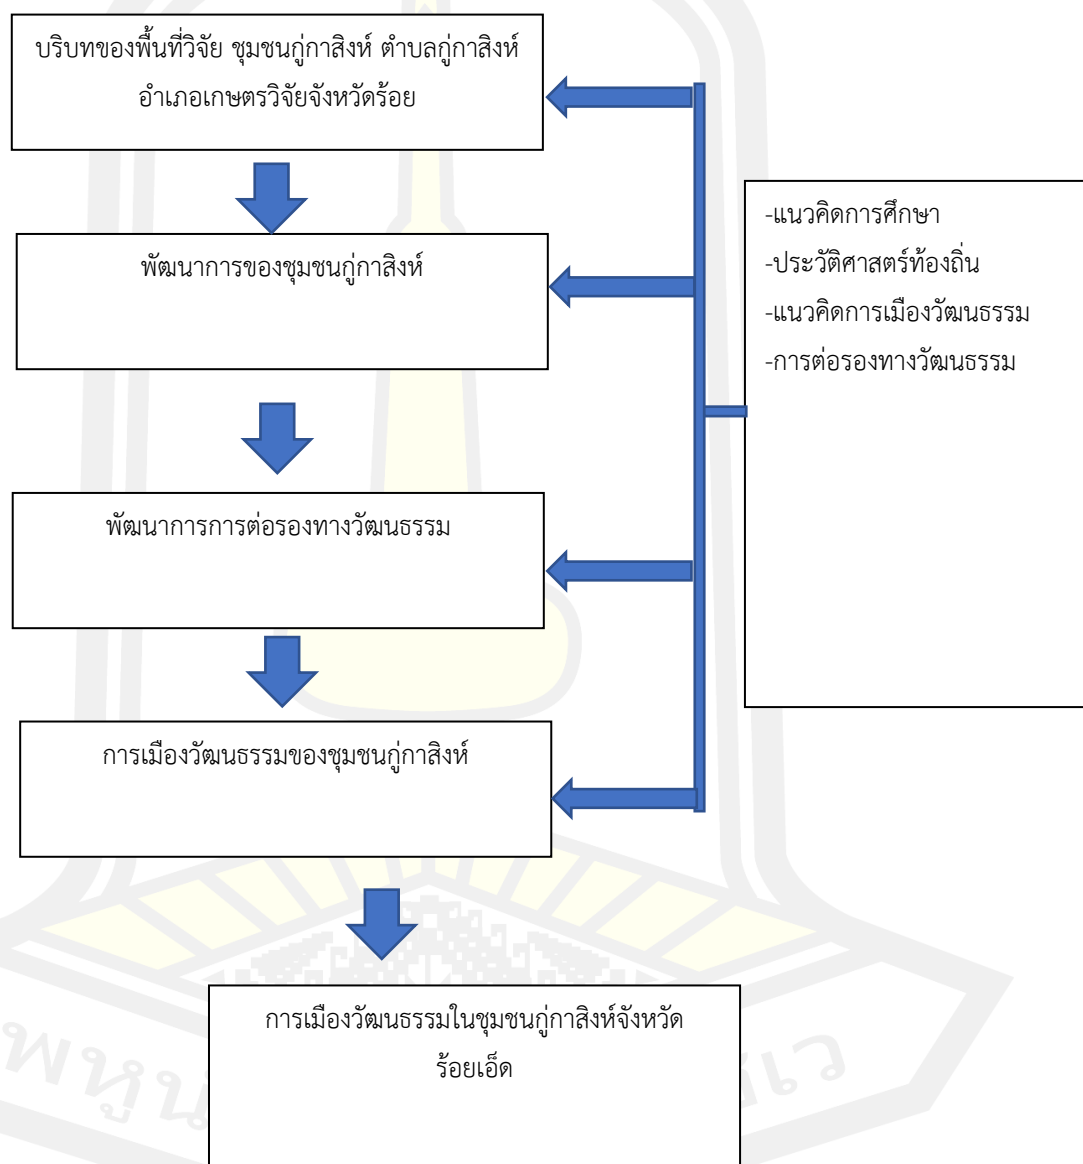 บริบทของพื้นที่วิจัย ชุมชนกู่กาสิงห์ ตำบลกู่กาสิงห์
อำเภอเกษตรวิจัยจังหวัดร้อย
พัฒนาการของชุมชนกู่กาสิงห์
พัฒนาการการต่อรองทางวัฒนธรรม
การเมืองวัฒนธรรมของชุมชนกู่กาสิงห์
การเมืองวัฒนธรรมในชุมชนกู่กาสิงห์จังหวัด
ร้อยเอ็ด
-แนวคิดการศึกษา
-ประวัติศาสตร์ท้องถิ่น
-แนวคิดการเมืองวัฒนธรรม
-การต่อรองทางวัฒนธรรม